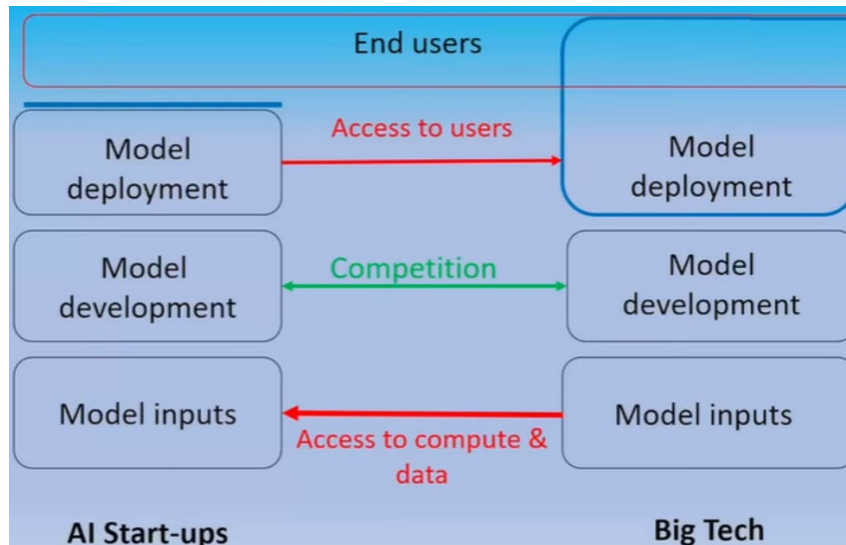 End users
Access to users
Model
deployment
Model
deployment
Competition
Model
development
Model
development
Model inputs
Access to compute &
data
Model inputs
AI Start-ups
Big Tech